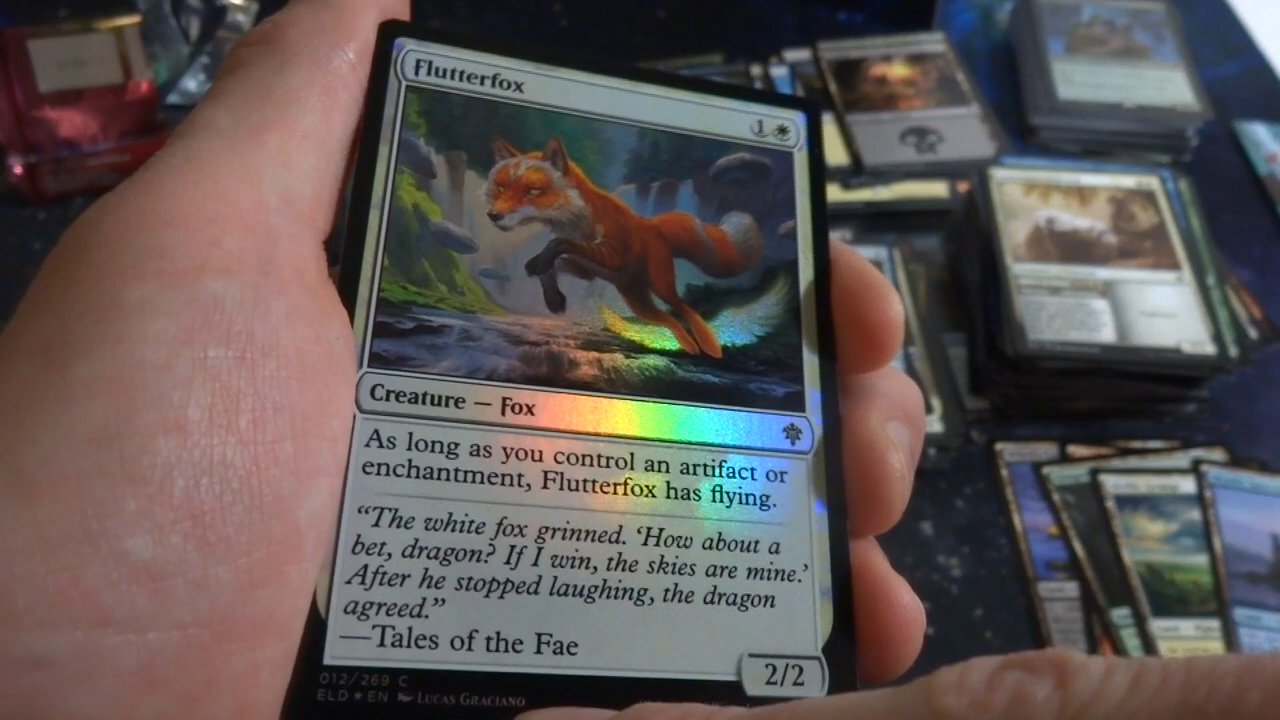 Flutterfox
1
Creature — Fox
As long as you control an artifact or
enchantment, Flutterfox has flying.
“The white fox grinned. ‘How about a
bet, dragon? If I win, the skies are mine.’
After he stopped laughing, the dragon
agreed.”
—Tales of the Fae
2/2
012/269 C
ELD ★ EN Lucas Graciano